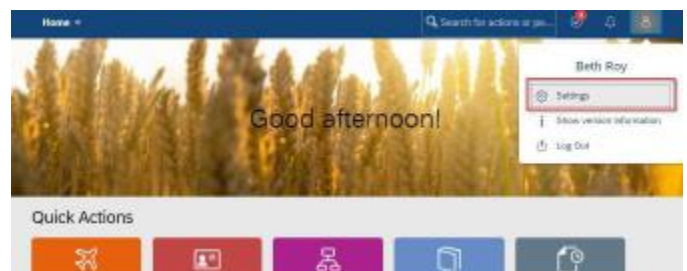 Home
Search for actions or pe...
Beth Roy
Settings
Show version information
Log Out
Good afternoon!
Quick Actions